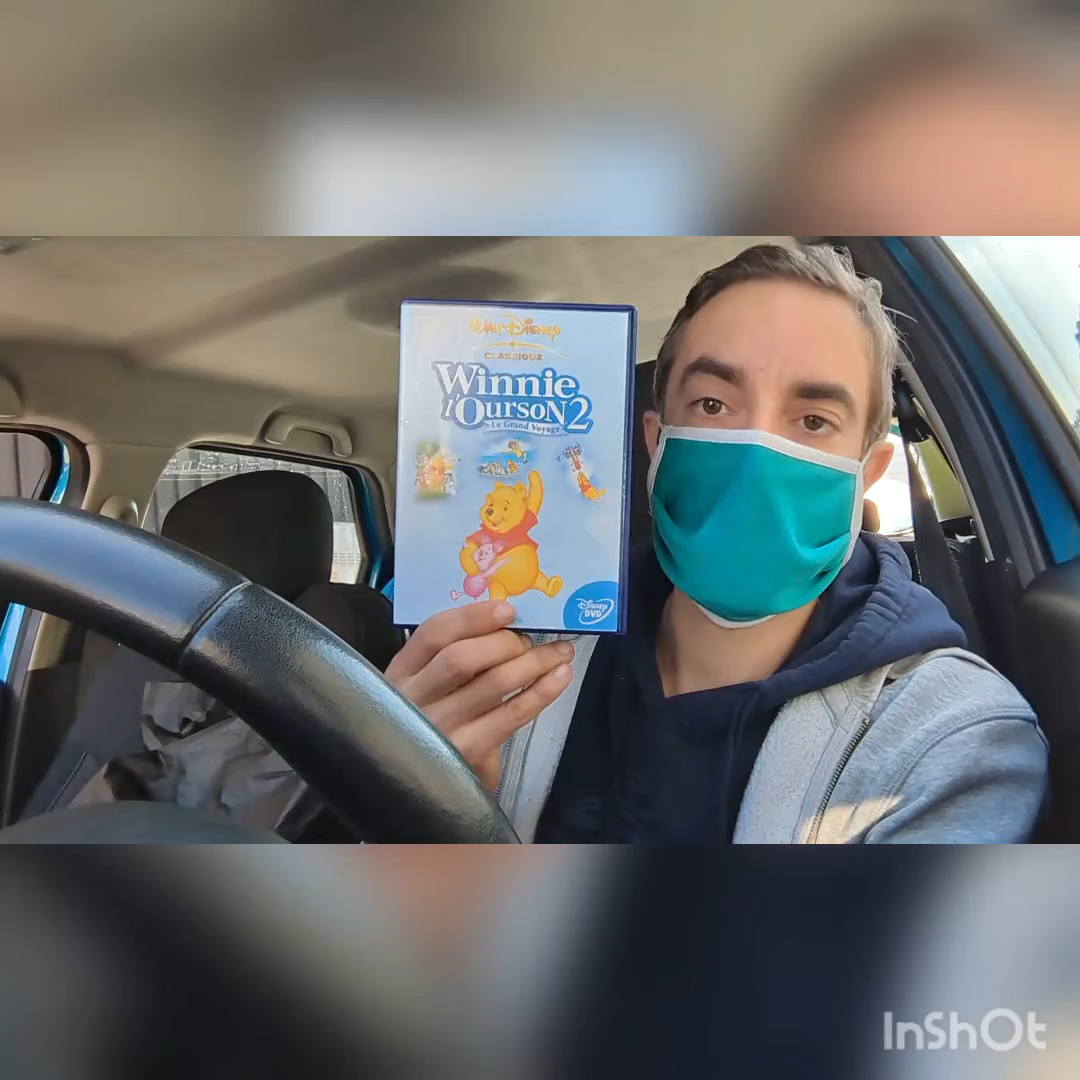 WALT DISNEY
CLASSIQUE
Winnie
l'OursoN 2
Le Grand Voyage
Disney
DVD
InShOt